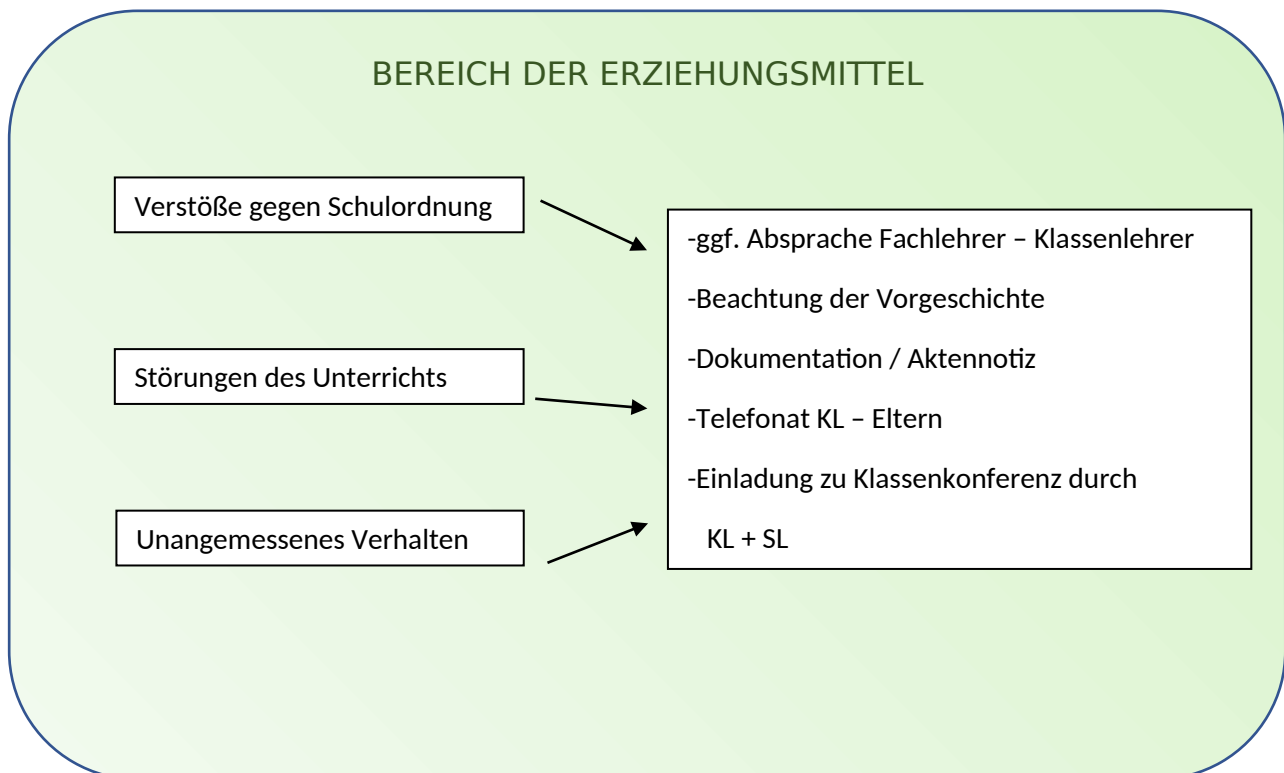 BEREICH DER ERZIEHUNGSMITTEL
Verstöße gegen Schulordnung
Störungen des Unterrichts
Unangemessenes Verhalten
-ggf. Absprache Fachlehrer – Klassenlehrer
-Beachtung der Vorgeschichte
-Dokumentation / Aktennotiz
-Telefonat KL – Eltern
-Einladung zu Klassenkonferenz durch
KL + SL